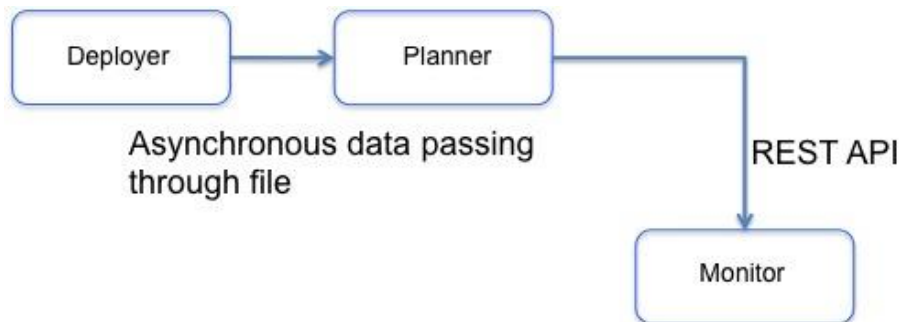 Deployer
Planner
Asynchronous data passing
through file
REST API
Monitor